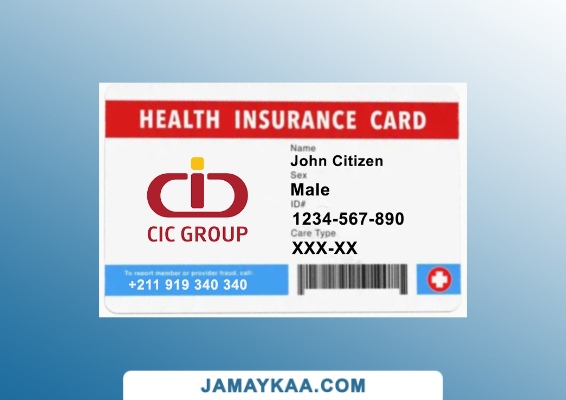 HEALTH INSURANCE CARD
Name
John Citizen
Sex
Male
ID#
1234-567-890
Care Type
XXX-XX
CIC GROUP
To report member or provider fraud, call:
+211 919 340 340
JAMAYKAA.COM